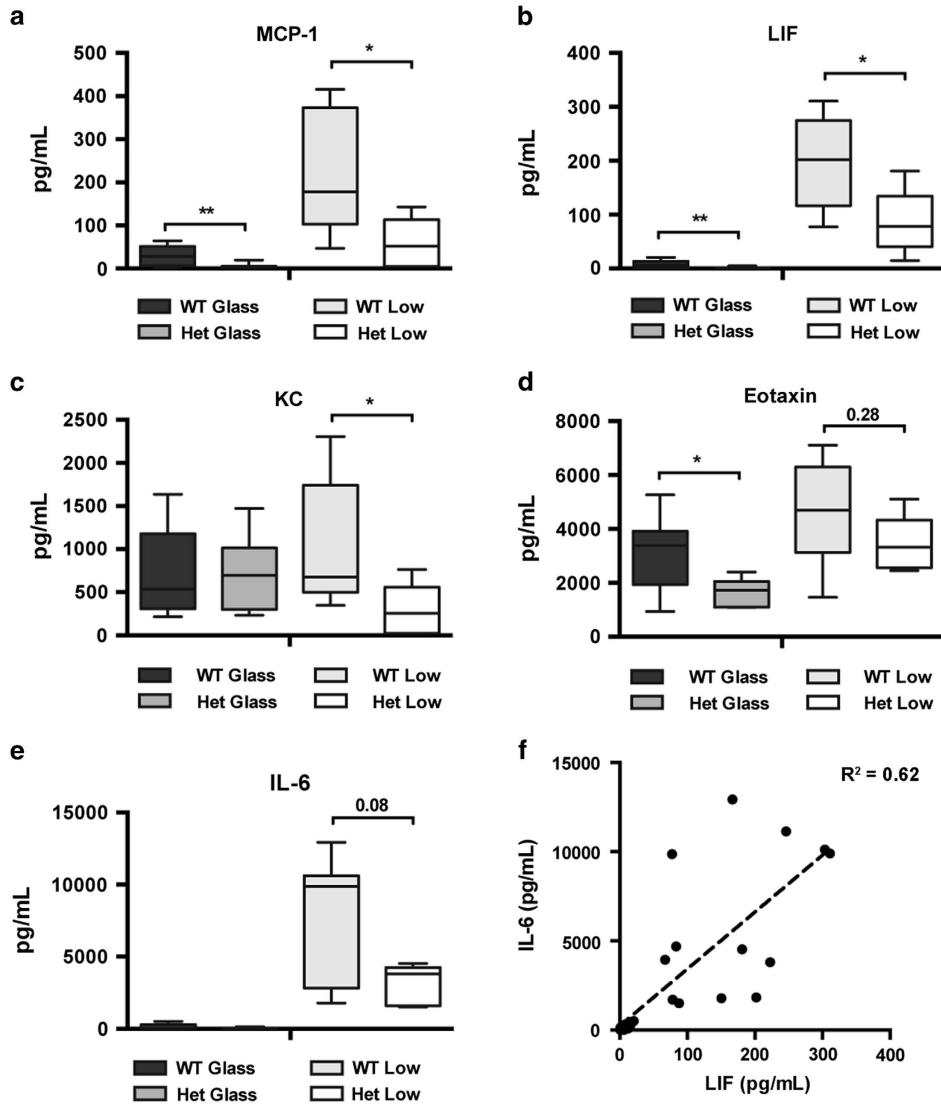 a
MCP-1
500
400
300
200
100
0
pg/mL
**
*
WT Glass
WT Low
Het Glass
Het Low
b
LIF
400
300
200
100
0
pg/mL
**
*
WT Glass
WT Low
Het Glass
Het Low
c
KC
2500
2000
1500
1000
500
0
pg/mL
*
WT Glass
WT Low
Het Glass
Het Low
d
Eotaxin
8000
6000
4000
2000
0
pg/mL
*
0.28
WT Glass
WT Low
Het Glass
Het Low
e
IL-6
15000
10000
5000
0
pg/mL
0.08
WT Glass
WT Low
Het Glass
Het Low
f
R² = 0.62
15000
10000
5000
0
IL-6 (pg/mL)
0 100 200 300 400
LIF (pg/mL)